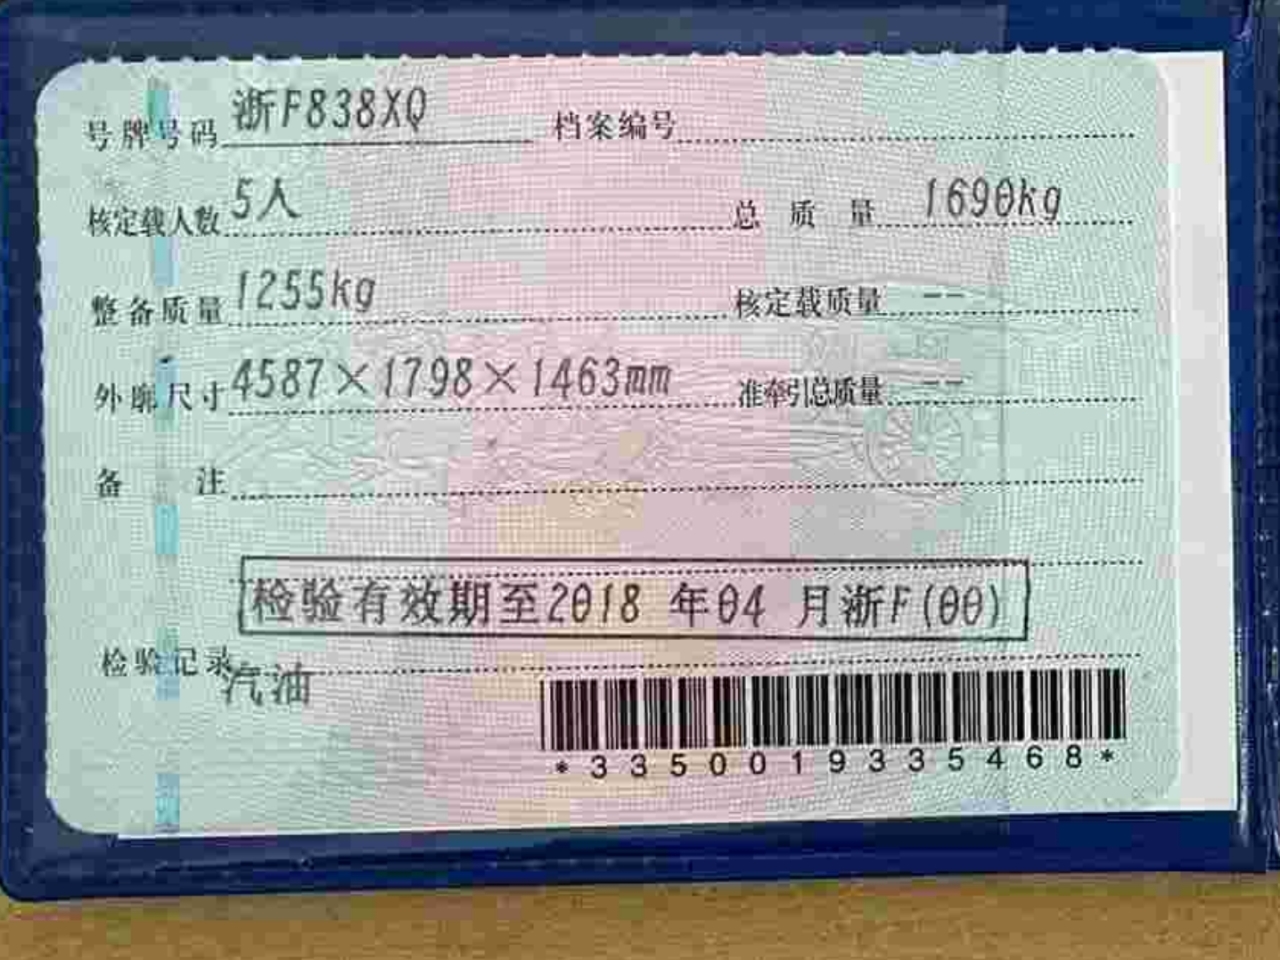 号牌号码 浙F838XQ 档案编号
核定载人数 5人 总质量 1690kg
整备质量 1255kg 核定载质量 --
外廓尺寸 4587×1798×1463mm 准牵引总质量 --
备注
检验有效期至2018 年04 月浙F(00)
检验记录
汽油
*3350019335468*